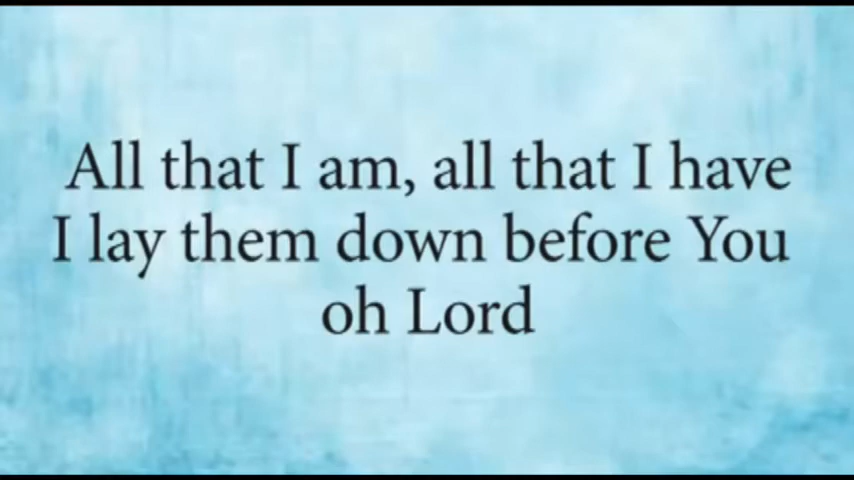 All that I am, all that I have
I lay them down before You
oh Lord